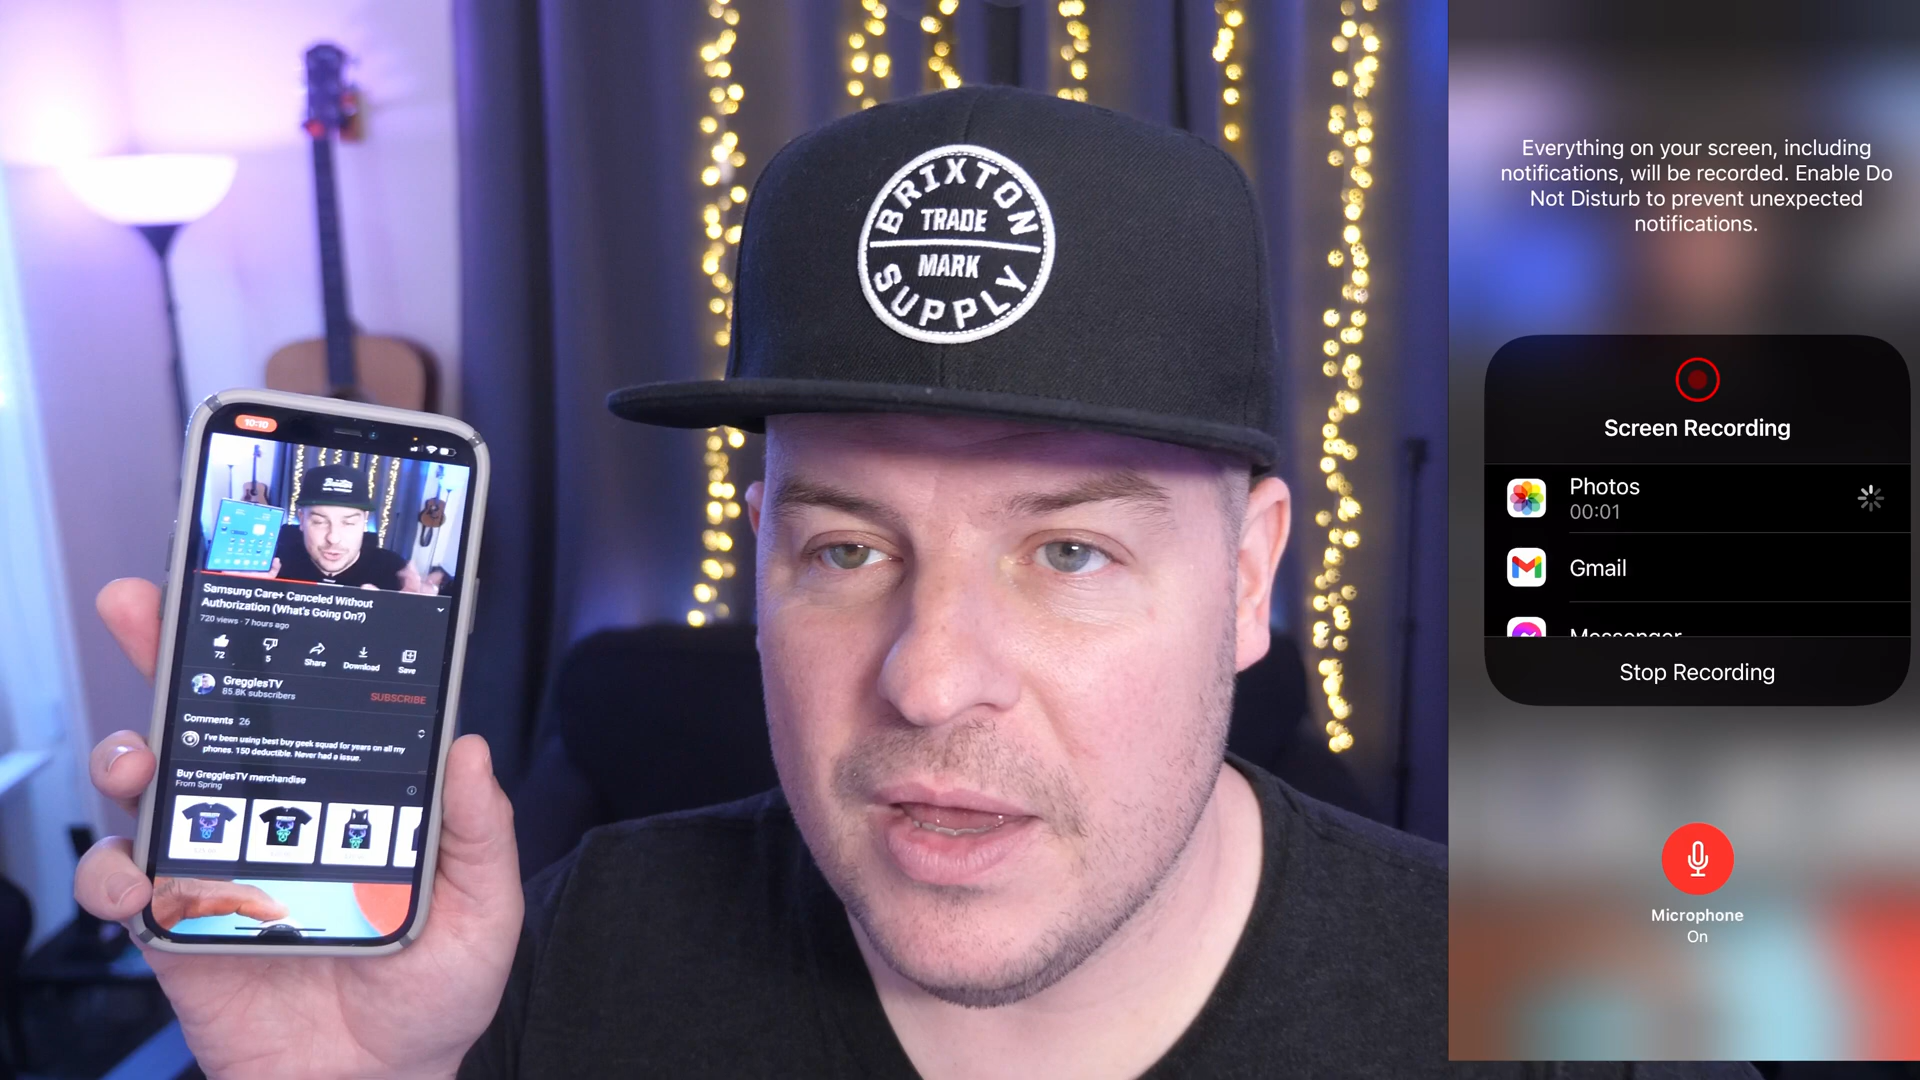 BRIXTON
TRADE
MARK
SUPPLY
10:10
Samsung Care+ Canceled Without
Authorization (What's Going On?)
720 views · 7 hours ago
72
5
Share
Download
Save
GregglesTV
85.8K subscribers
SUBSCRIBE
Comments 26
I've been using best buy geek squad for years on all my
phones. 150 deductible. Never had a issue.
Buy GregglesTV merchandise
From Spring
Everything on your screen, including
notifications, will be recorded. Enable Do
Not Disturb to prevent unexpected
notifications.
Screen Recording
Photos
00:01
Gmail
Messenger
Stop Recording
Microphone
On